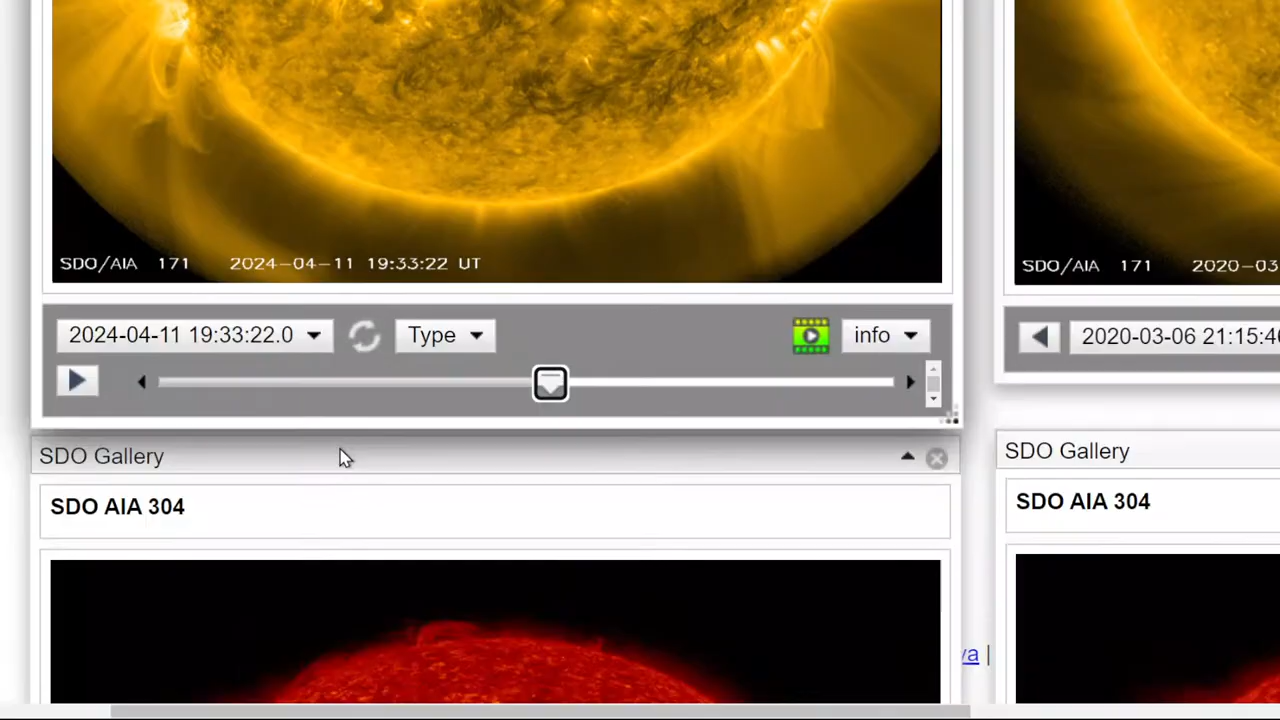 SDO/AIA 171 2024-04-11 19:33:22 UT
SDO/AIA 171 2020-03
2024-04-11 19:33:22.0
Type
info
2020-03-06 21:15:4
SDO Gallery
SDO Gallery
SDO AIA 304
SDO AIA 304
va |